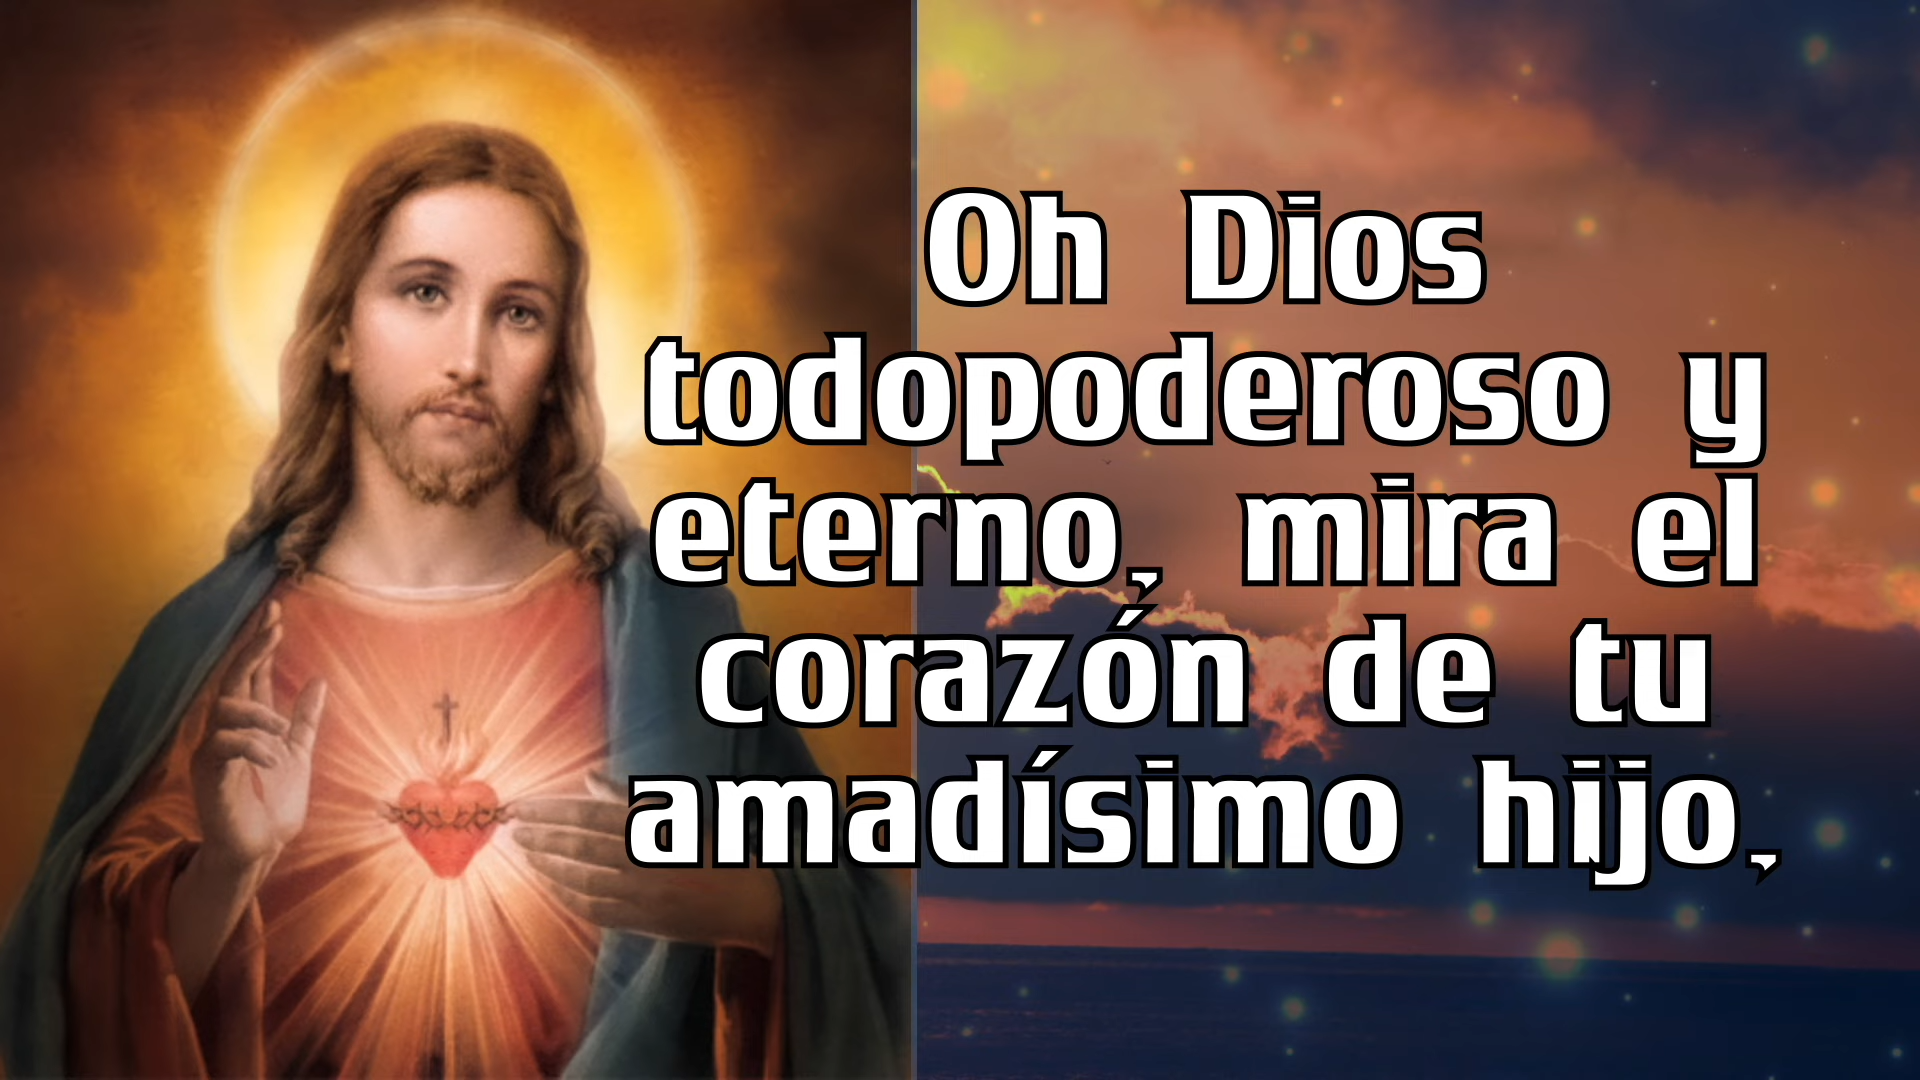 Oh Dios
todopoderoso y
eterno, mira el
corazón de tu
amadísimo hijo,